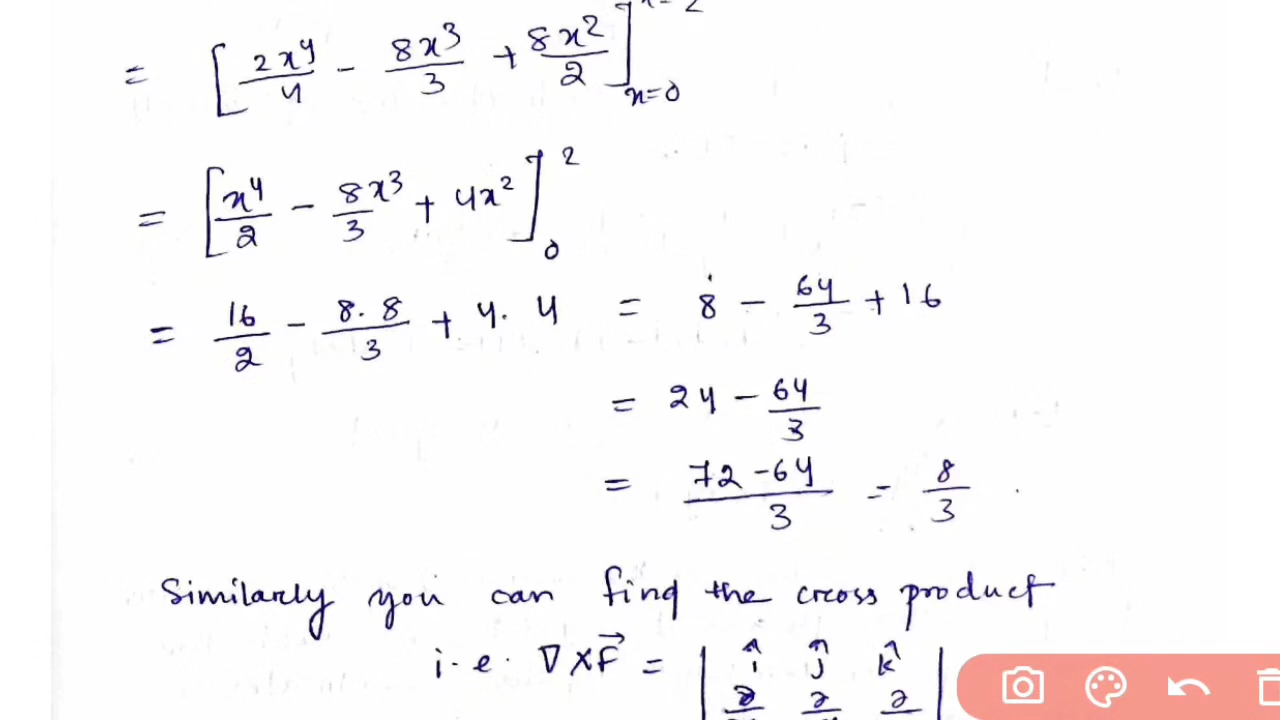 = [2x⁴/4 - 8x³/3 + 8x²/2]ₓ₌₀
= [x⁴/2 - 8x³/3 + 4x²]₀²
= 16/2 - 8.8/3 + 4.4 = 8 - 64/3 + 16
= 24 - 64/3
= 72-64/3 = 8/3
Similarly you can find the cross product
i.e. ∇×F⃗ = | î ĵ k̂ |